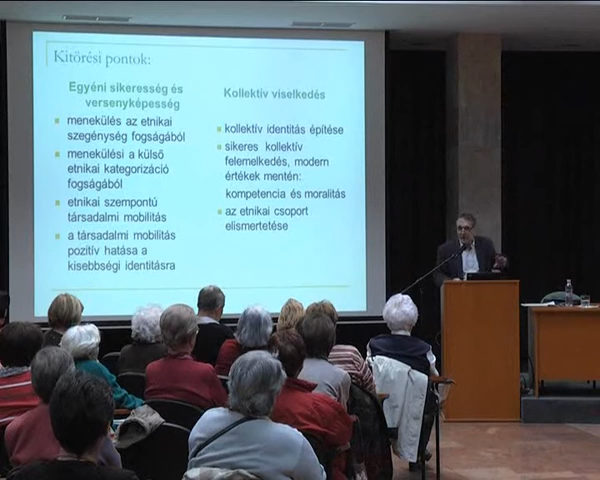 Kitörési pontok:
Egyéni sikeresség és
versenyképesség
menekülés az etnikai
szegénység fogságából
menekülési a külső
etnikai kategorizáció
fogságából
etnikai szempontú
társadalmi mobilitás
a társadalmi mobilitás
pozitív hatása a
kisebbségi identitásra
Kollektív viselkedés
kollektív identitás építése
sikeres kollektív
felemelkedés, modern
értékek mentén:
kompetencia és moralitás
az etnikai csoport
elismertetése